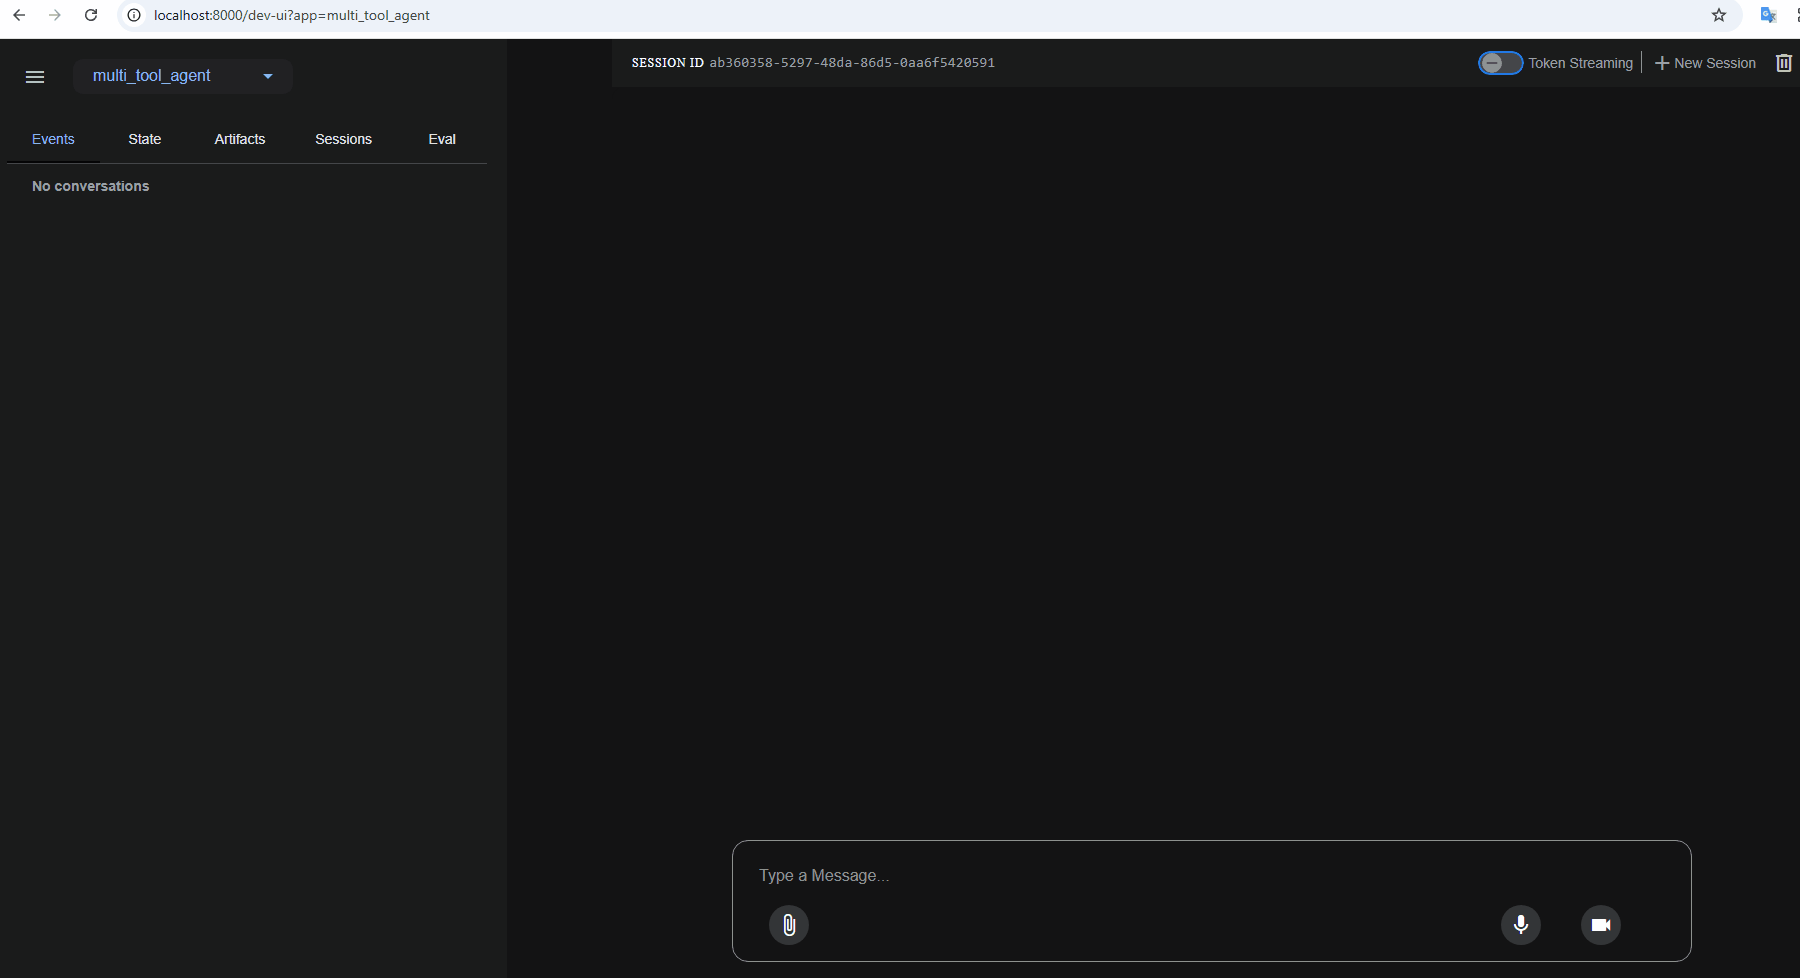 localhost:8000/dev-ui?app=multi_tool_agent
multi_tool_agent
SESSION ID ab360358-5297-48da-86d5-0aa6f5420591
Token Streaming
New Session
Events State Artifacts Sessions Eval
No conversations
Type a Message...